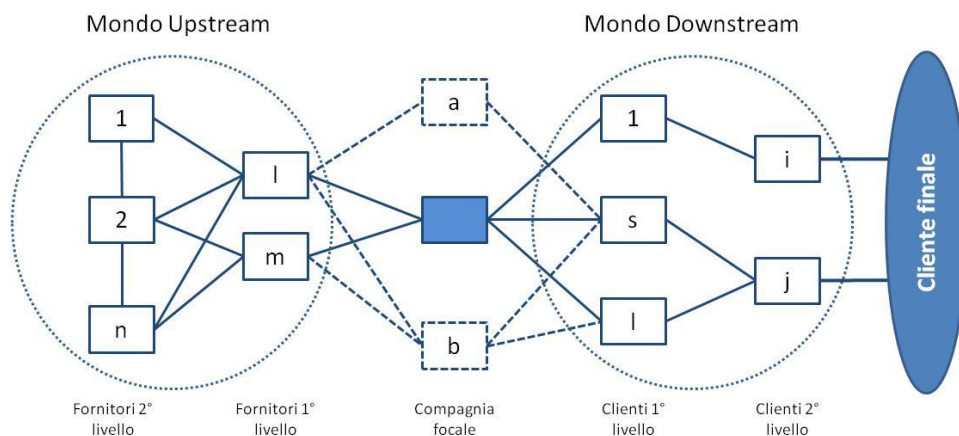 Mondo Upstream
Mondo Downstream
1
2
n
l
m
a
b
1
s
l
i
j
Cliente finale
Fornitori 2°
livello
Fornitori 1°
livello
Compagnia
focale
Clienti 1°
livello
Clienti 2°
livello